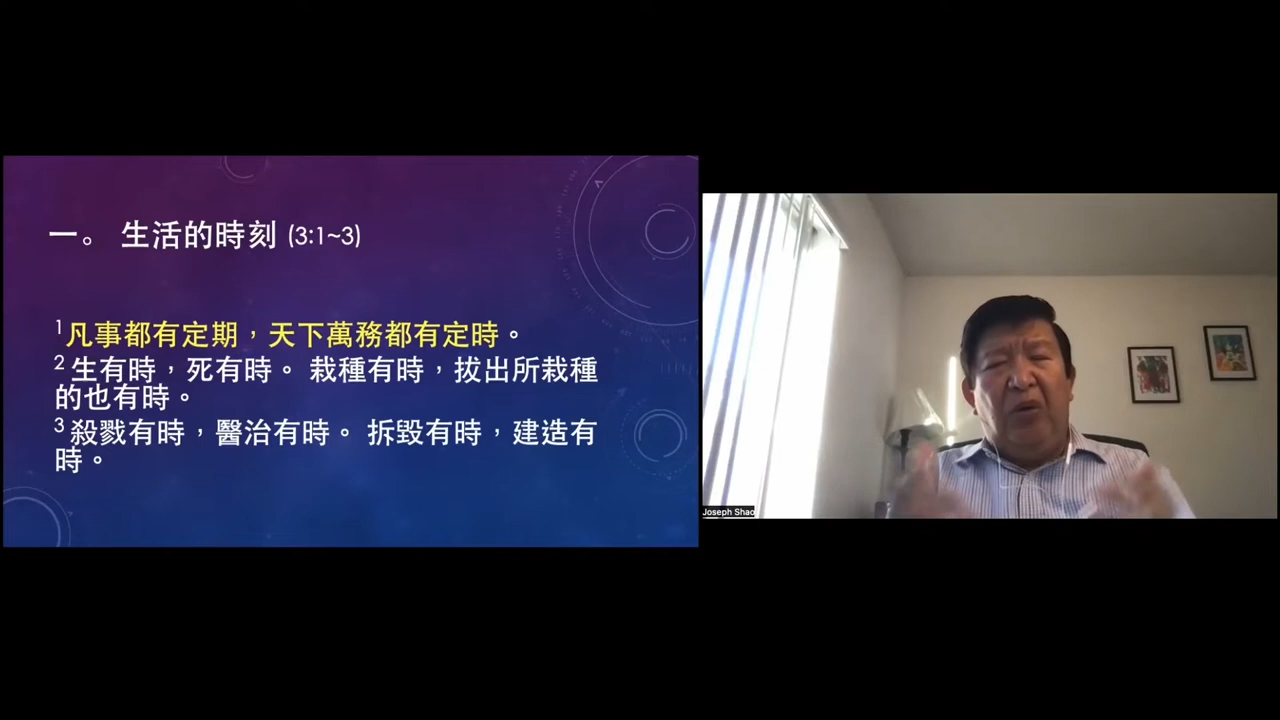 一。 生活的時刻 (3:1~3)
1凡事都有定期，天下萬務都有定時。
2 生有時，死有時。 栽種有時，拔出所栽種
的也有時。
3 殺戮有時，醫治有時。 拆毀有時，建造有
時。
Joseph Shao